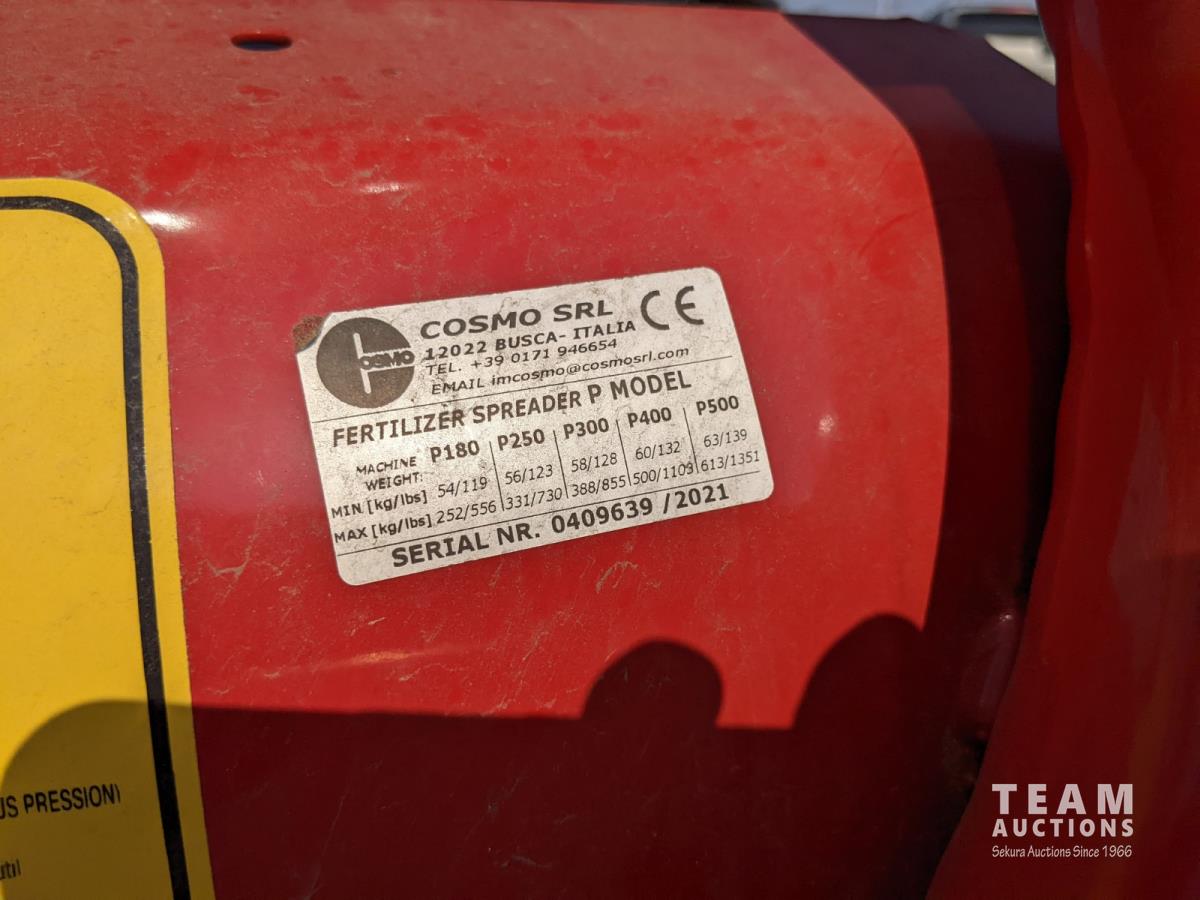 COSMO
COSMO SRL
CE
12022 BUSCA- ITALIA
TEL. +39 0171 946654
EMAIL imcosmo@cosmosrl.com
FERTILIZER SPREADER P MODEL
MACHINE WEIGHT: P180 P250 P300 P400 P500
MIN [kg/lbs] 54/119 56/123 58/128 60/132 63/139
MAX [kg/lbs] 252/556 331/730 388/855 500/1103 613/1351
SERIAL NR. 0409639 /2021
US PRESSION)
TEAM
AUCTIONS
Sekura Auctions Since 1966